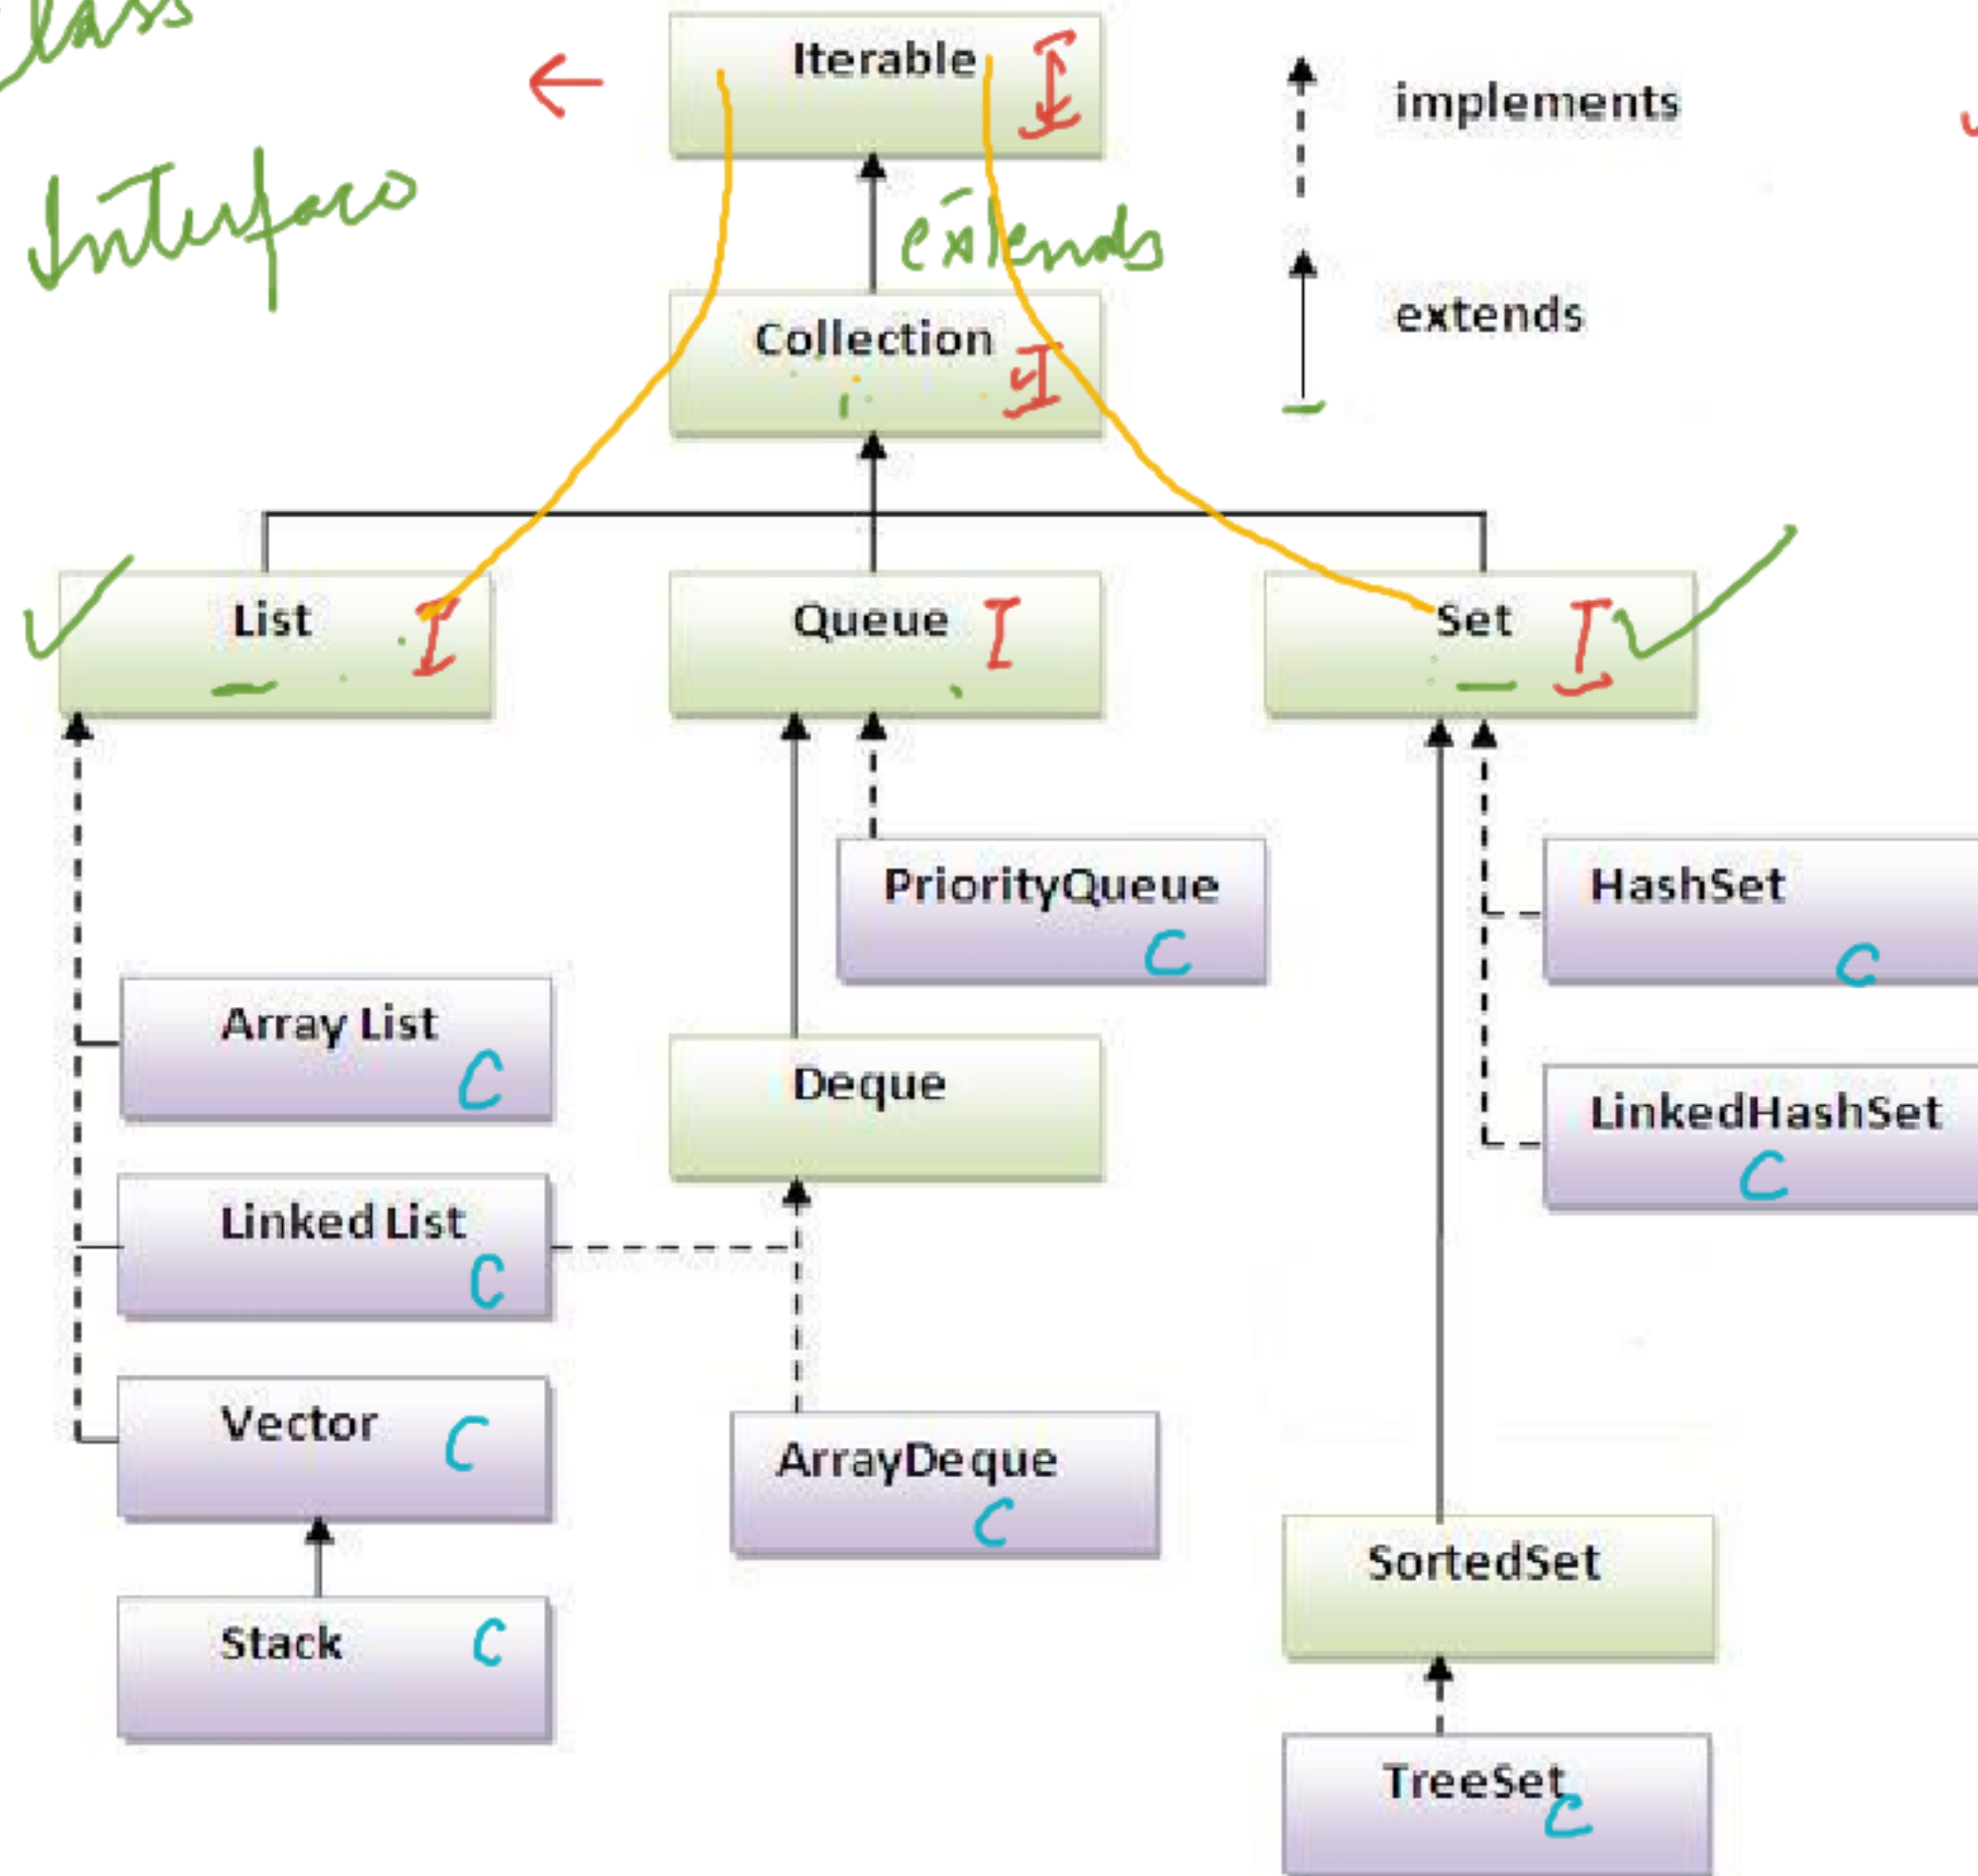 Class
Iterable I
implements
Interface
extends
extends
Collection I
List I
Queue I
Set I
PriorityQueue
C
HashSet
C
Array List
C
Deque
LinkedHashSet
C
Linked List
C
Vector C
ArrayDeque
C
SortedSet
Stack C
TreeSet
C